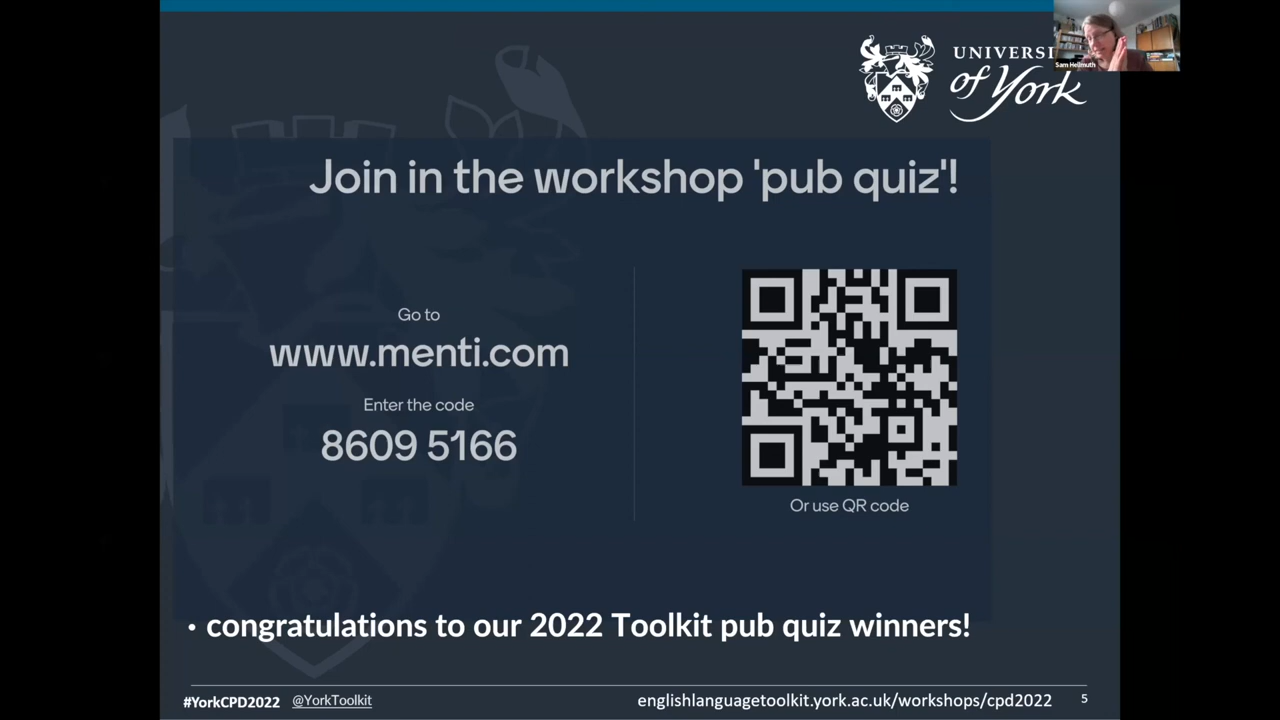 Sam Hellmuth
UNIVERSI
of York
Join in the workshop 'pub quiz'!
Go to
www.menti.com
Enter the code
8609 5166
Or use QR code
• congratulations to our 2022 Toolkit pub quiz winners!
#YorkCPD2022 @YorkToolkit englishlanguagetoolkit.york.ac.uk/workshops/cpd2022 5